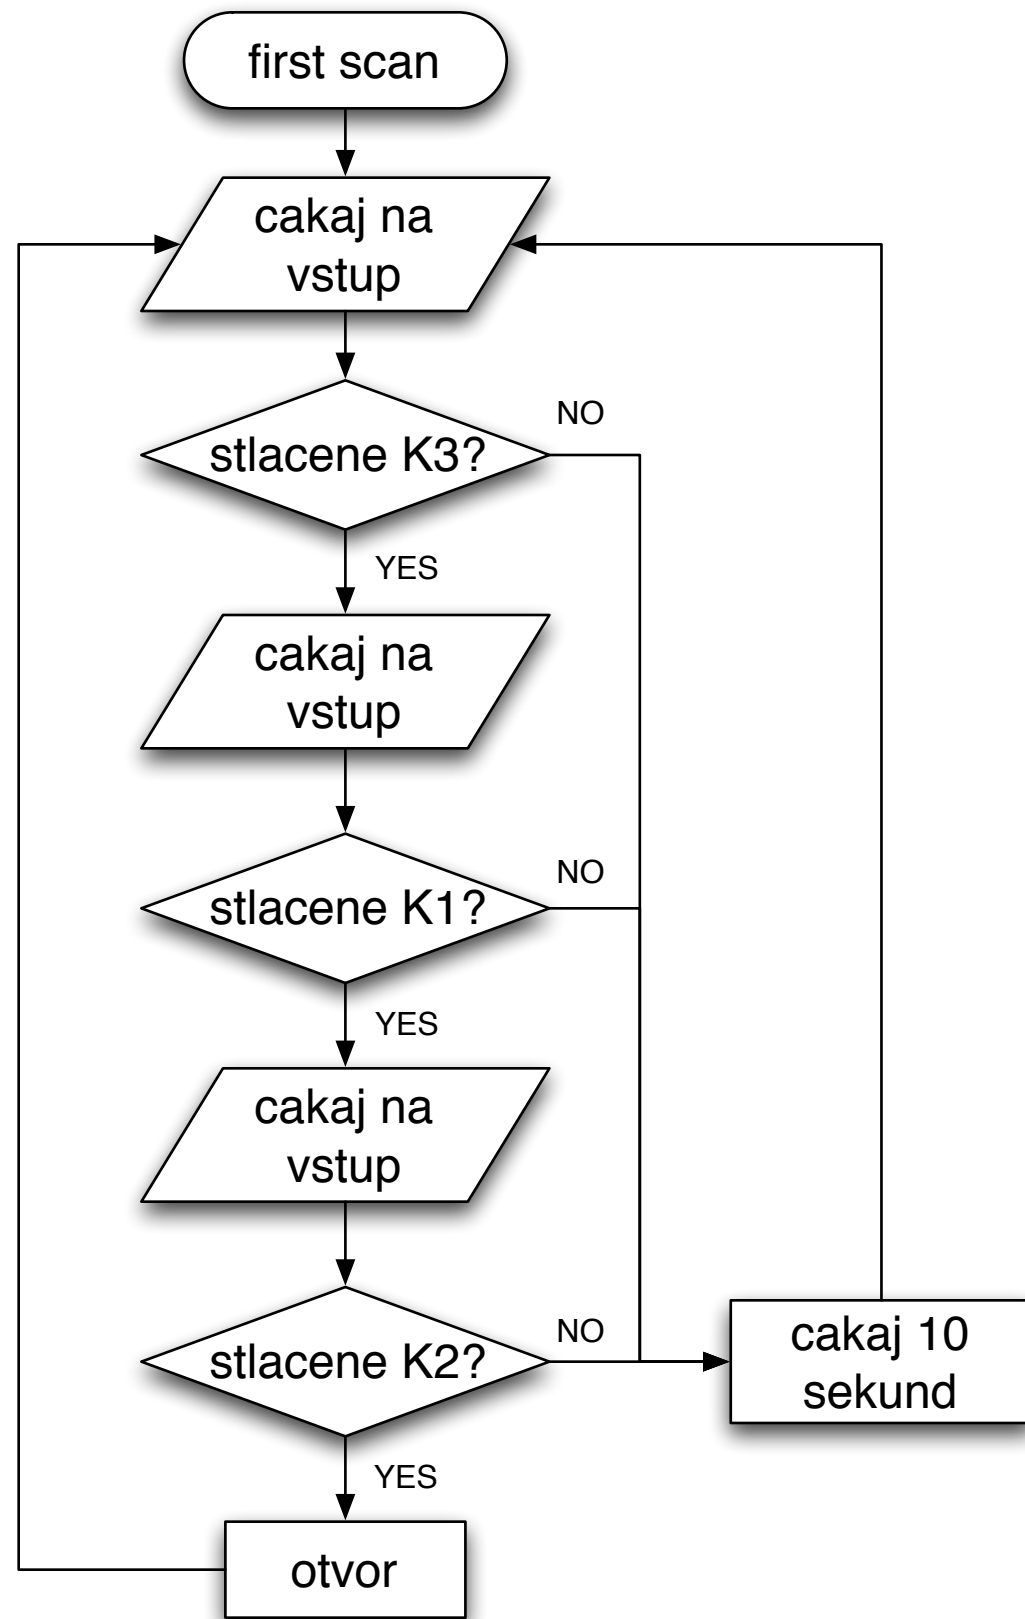 first scan
cakaj na
vstup
stlacene K3?
NO
YES
cakaj na
vstup
stlacene K1?
NO
YES
cakaj na
vstup
stlacene K2?
NO
cakaj 10
sekund
YES
otvor